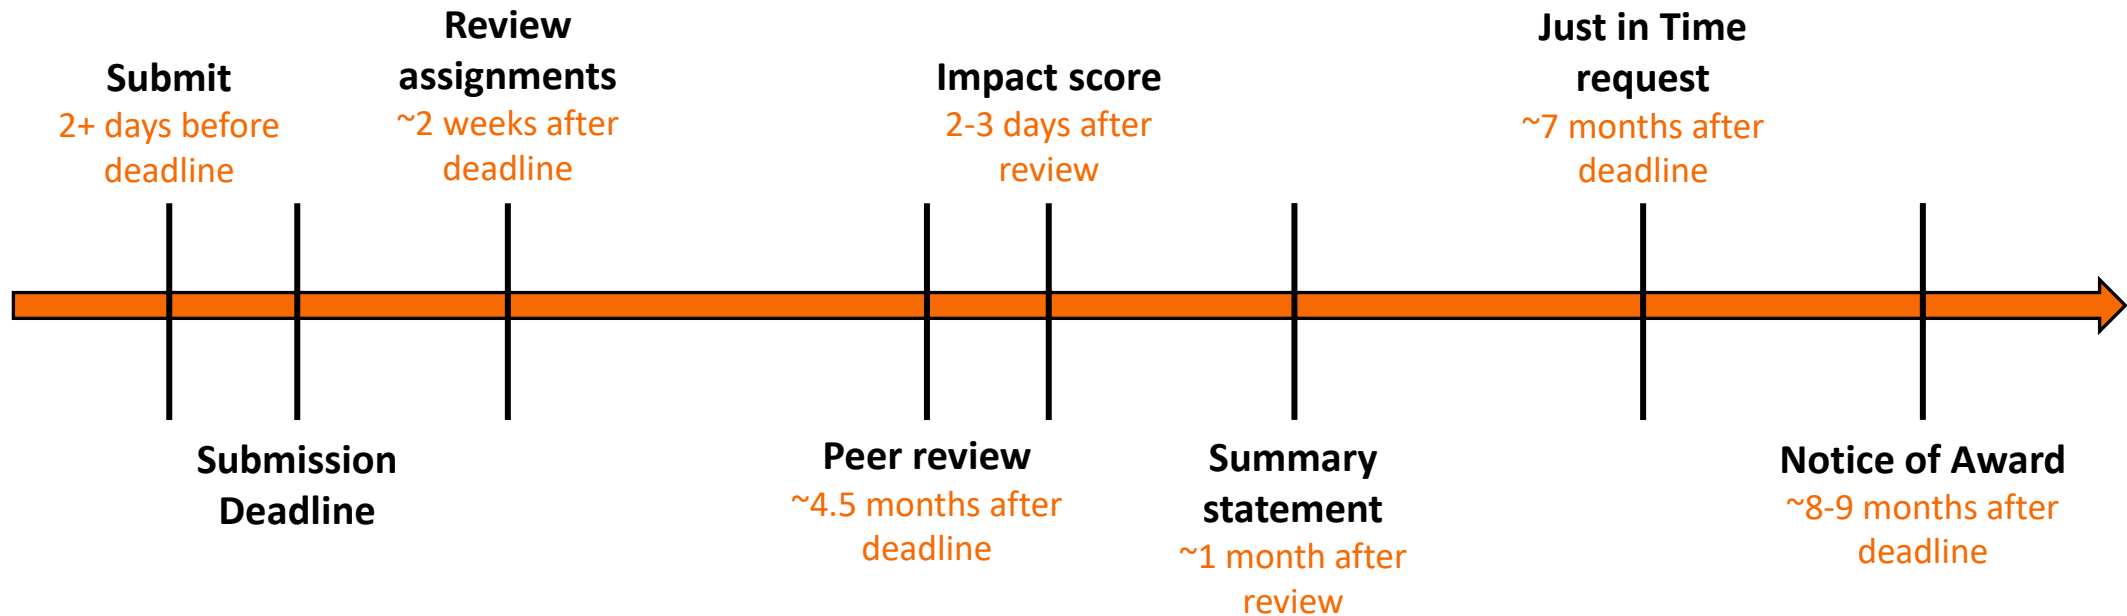 Submit
2+ days before
deadline
Submission
Deadline
Review
assignments
~2 weeks after
deadline
Peer review
~4.5 months after
deadline
Impact score
2-3 days after
review
Summary
statement
~1 month after
review
Just in Time
request
~7 months after
deadline
Notice of Award
~8-9 months after
deadline